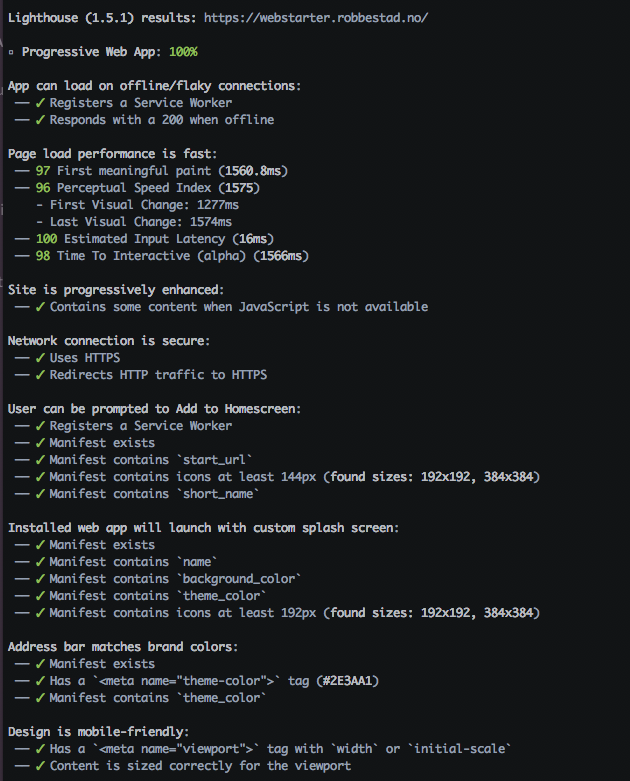 Lighthouse (1.5.1) results: https://webstarter.robbestad.no/
▫ Progressive Web App: 100%
App can load on offline/flaky connections:
── ✓ Registers a Service Worker
── ✓ Responds with a 200 when offline
Page load performance is fast:
── 97 First meaningful paint (1560.8ms)
── 96 Perceptual Speed Index (1575)
- First Visual Change: 1277ms
- Last Visual Change: 1574ms
── 100 Estimated Input Latency (16ms)
── 98 Time To Interactive (alpha) (1566ms)
Site is progressively enhanced:
── ✓ Contains some content when JavaScript is not available
Network connection is secure:
── ✓ Uses HTTPS
── ✓ Redirects HTTP traffic to HTTPS
User can be prompted to Add to Homescreen:
── ✓ Registers a Service Worker
── ✓ Manifest exists
── ✓ Manifest contains `start_url`
── ✓ Manifest contains icons at least 144px (found sizes: 192x192, 384x384)
── ✓ Manifest contains `short_name`
Installed web app will launch with custom splash screen:
── ✓ Manifest exists
── ✓ Manifest contains `name`
── ✓ Manifest contains `background_color`
── ✓ Manifest contains `theme_color`
── ✓ Manifest contains icons at least 192px (found sizes: 192x192, 384x384)
Address bar matches brand colors:
── ✓ Manifest exists
── ✓ Has a `<meta name="theme-color">` tag (#2E3AA1)
── ✓ Manifest contains `theme_color`
Design is mobile-friendly:
── ✓ Has a `<meta name="viewport">` tag with `width` or `initial-scale`
── ✓ Content is sized correctly for the viewport